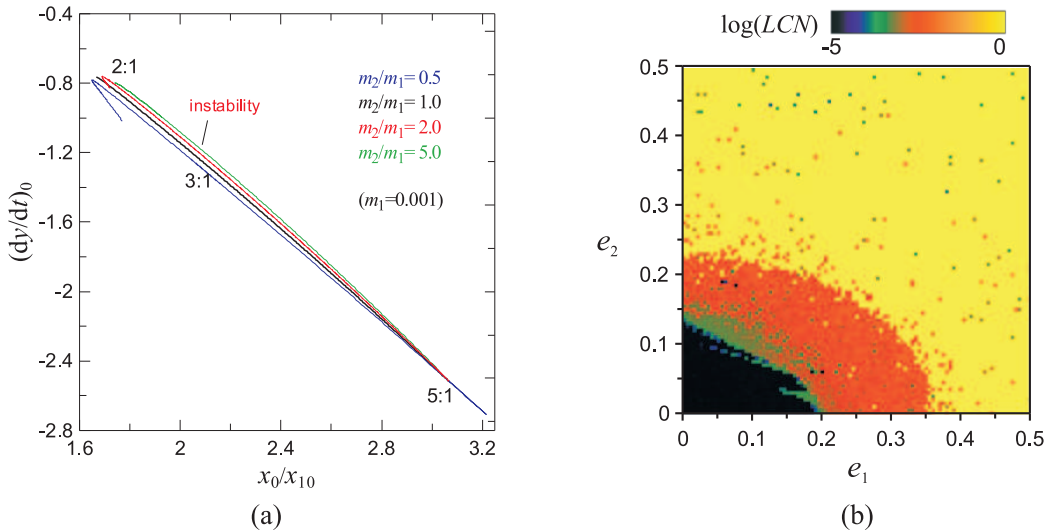 -0.4
-0.8
-1.2
-1.6
-2
-2.4
-2.8
(dy/dt)₀
2:1
instability
3:1
5:1
m₂/m₁= 0.5
m₂/m₁= 1.0
m₂/m₁= 2.0
m₂/m₁= 5.0
(m₁=0.001)
1.6 2 2.4 2.8 3.2
x₀/x₁₀
(a)
log(LCN)
-5 0
0.5
0.4
0.3
0.2
0.1
0
e₂
0 0.1 0.2 0.3 0.4 0.5
e₁
(b)